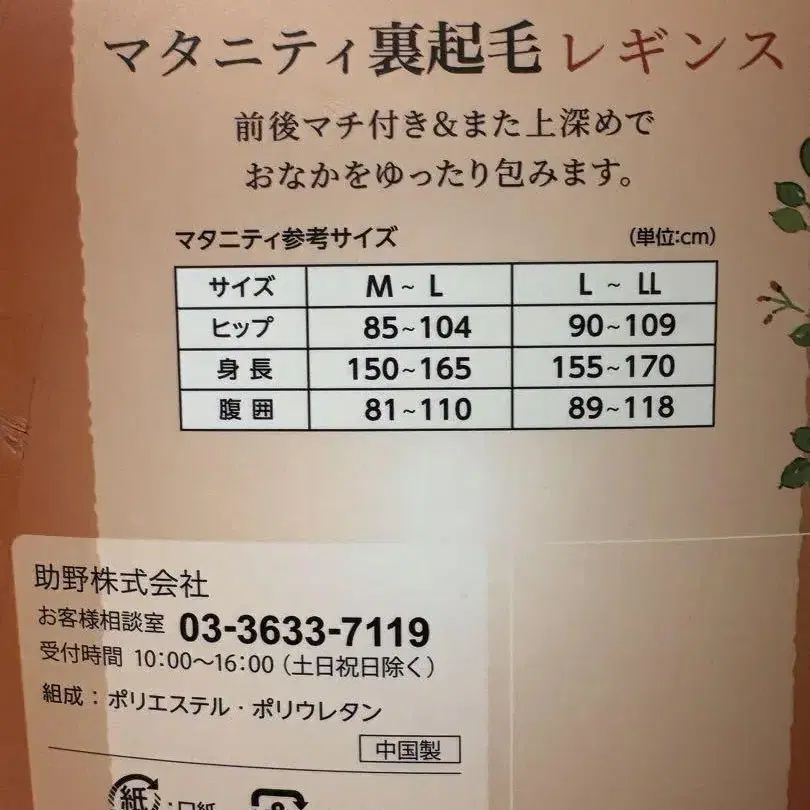 マタニティ裏起毛レギンス
前後マチ付き&また上深めで
おなかをゆったり包みます。
マタニティ参考サイズ (単位:cm)
サイズ M～L L～LL
ヒップ 85~104 90~109
身長 150~165 155~170
腹囲 81~110 89~118
助野株式会社
お客様相談室 03-3633-7119
受付時間 10:00～16:00(土日祝日除く)
組成:ポリエステル・ポリウレタン
中国製
紙:口紙